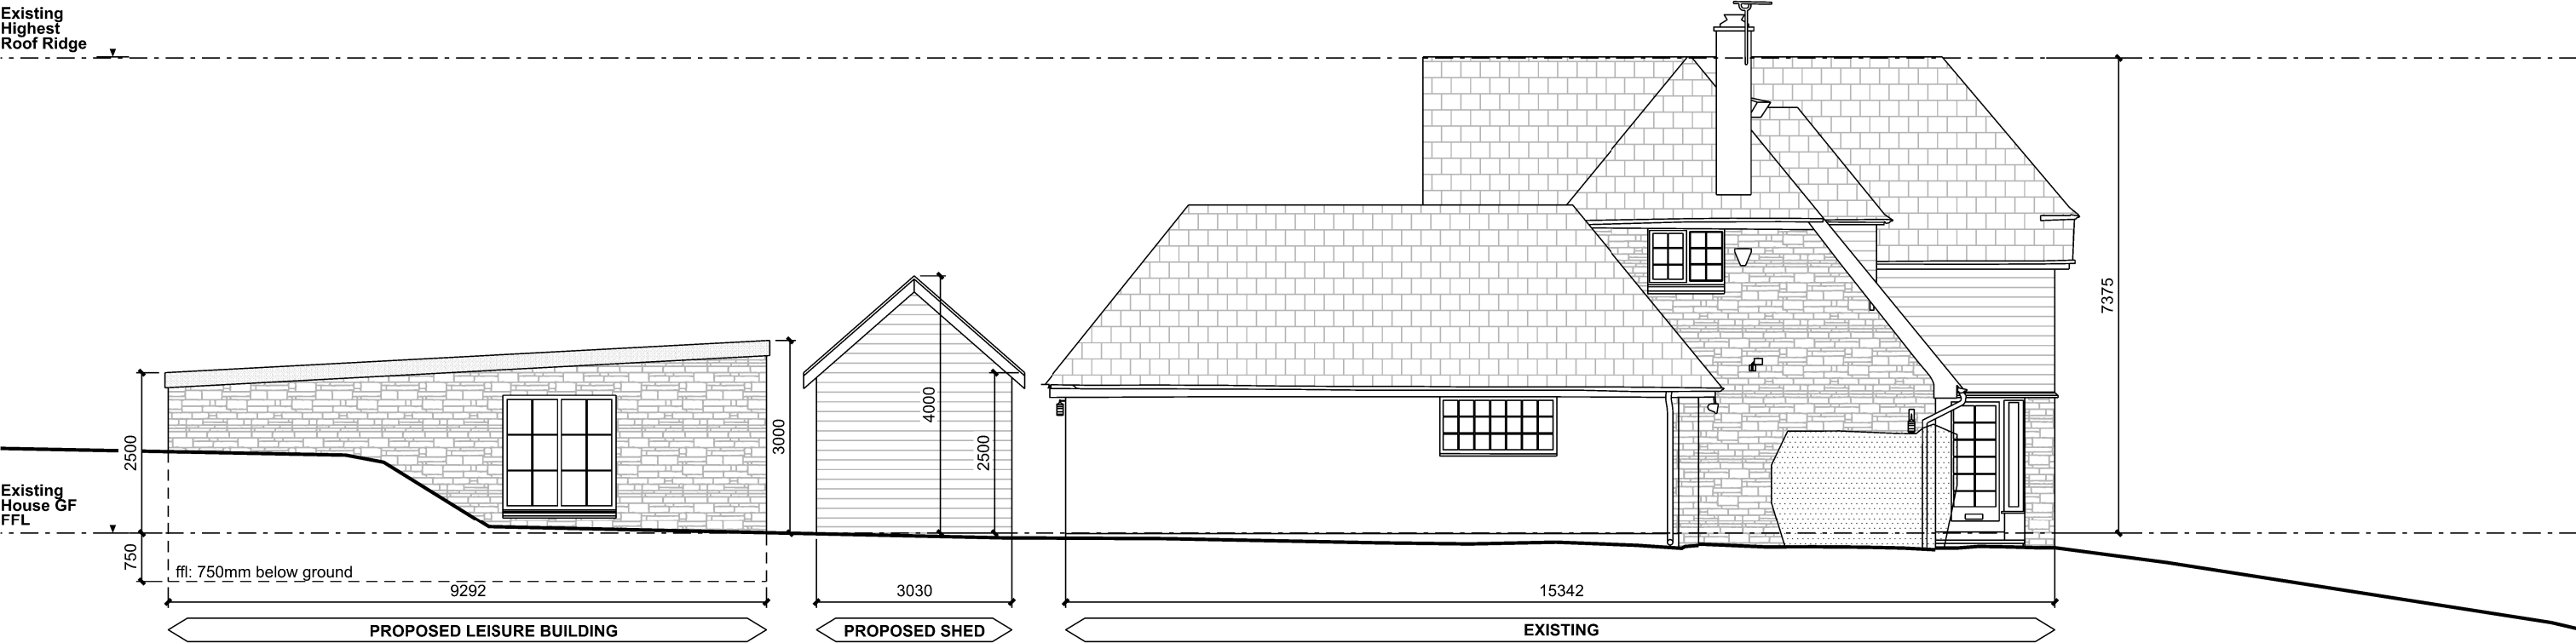 Existing
Highest
Roof Ridge
7375
4000
2500
3000
2500
Existing
House GF
FFL
750
ffl: 750mm below ground
9292
3030
15342
PROPOSED LEISURE BUILDING
PROPOSED SHED
EXISTING